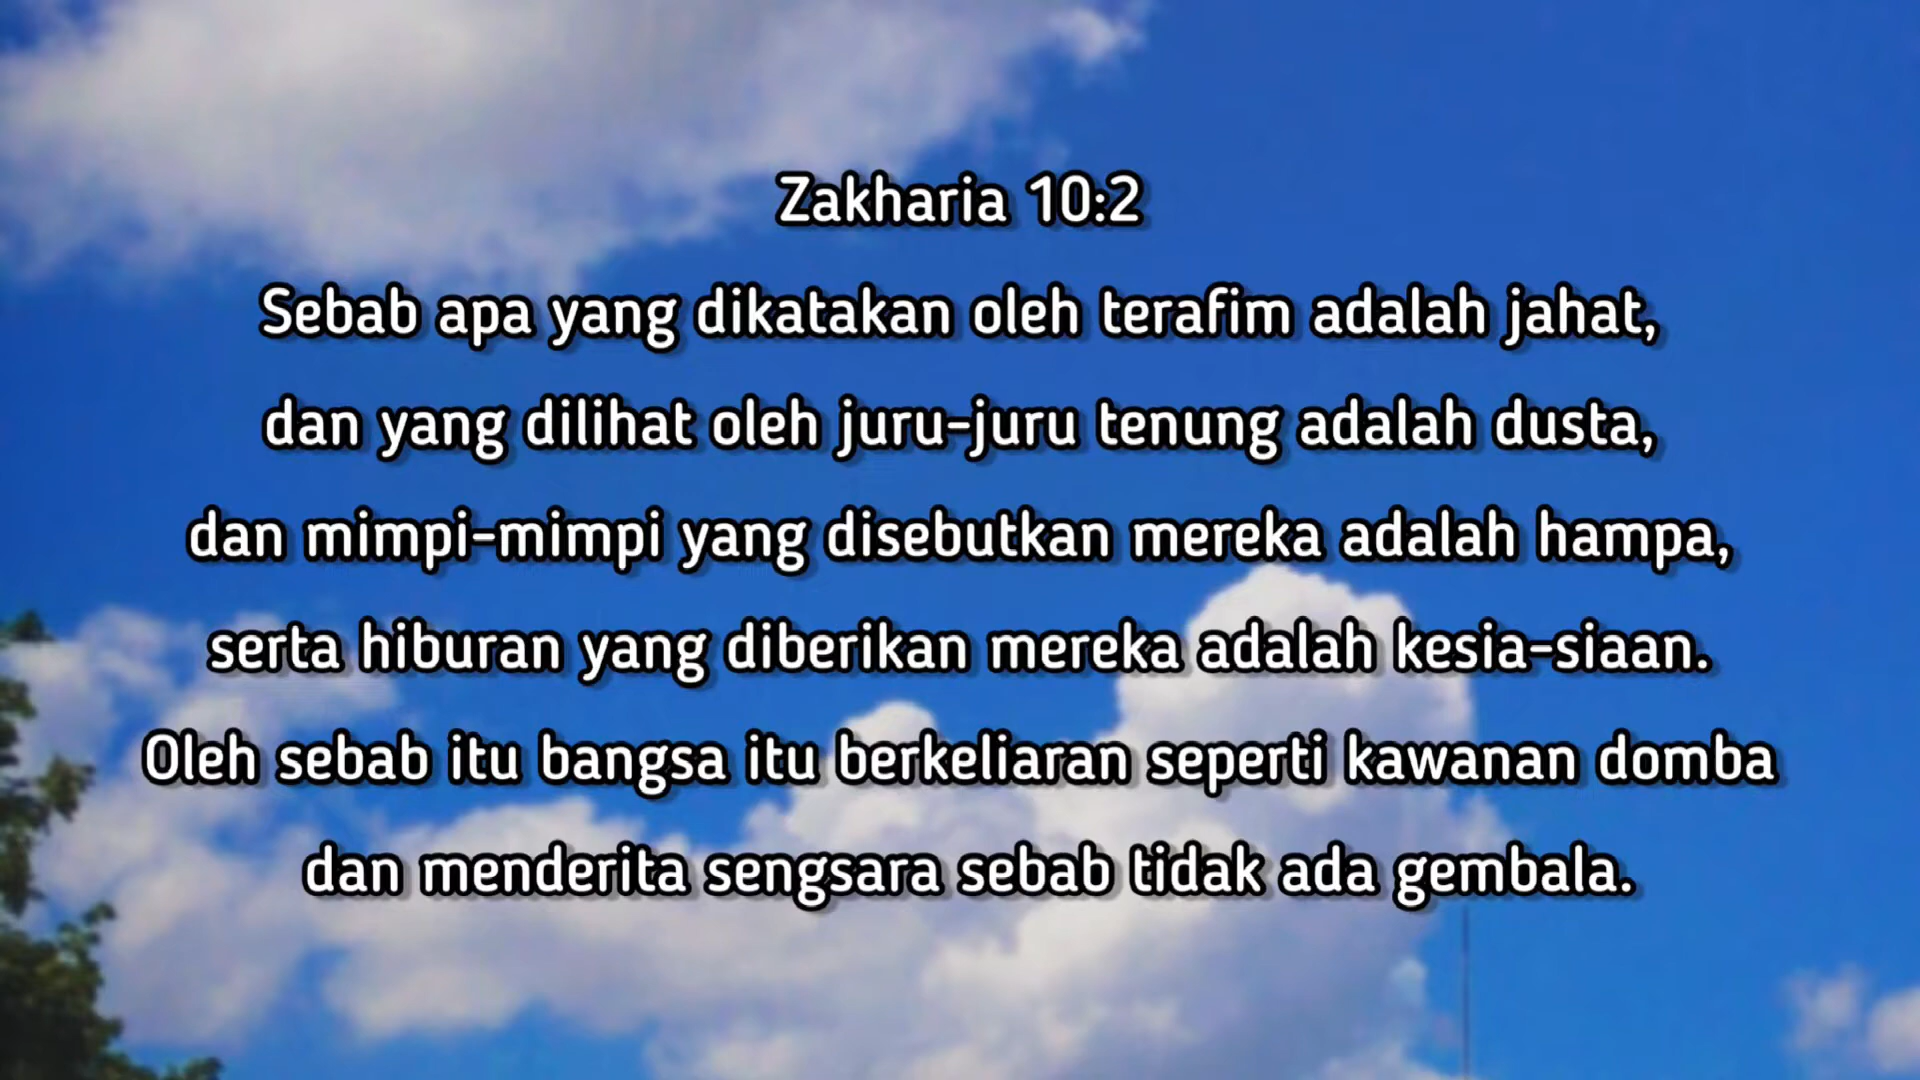 Zakharia 10:2
Sebab apa yang dikatakan oleh terafim adalah jahat,
dan yang dilihat oleh juru-juru tenung adalah dusta,
dan mimpi-mimpi yang disebutkan mereka adalah hampa,
serta hiburan yang diberikan mereka adalah kesia-siaan.
Oleh sebab itu bangsa itu berkeliaran seperti kawanan domba
dan menderita sengsara sebab tidak ada gembala.